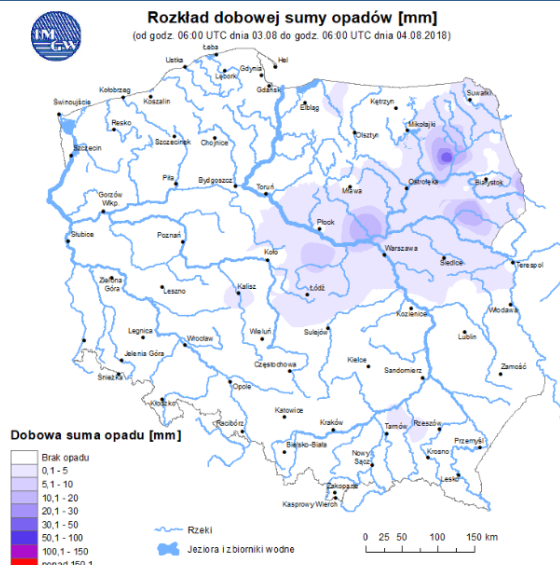 IM
GW
Rozkład dobowej sumy opadów [mm]
(od godz. 06:00 UTC dnia 03.08 do godz. 06:00 UTC dnia 04.08.2018)
Łeba
Ustka
Lębork
Gdynia
Hel
Gdańsk
Kołobrzeg
Koszalin
Świnoujście
Resko
Elbląg
Kętrzyn
Suwałki
Szczecinek
Chojnice
Olsztyn
Mikołajki
Szczecin
Piła
Bydgoszcz
Toruń
Mława
Ostrołęka
Białystok
Gorzów
Wlkp.
Płock
Słubice
Poznań
Koło
Warszawa
Siedlce
Terespol
Zielona
Góra
Leszno
Kalisz
Łódź
Kozienice
Włodawa
Legnica
Wrocław
Wieluń
Sulejów
Lublin
Jelenia Góra
Kielce
Śnieżka
Częstochowa
Sandomierz
Zamość
Opole
Kłodzko
Racibórz
Katowice
Kraków
Tarnów
Rzeszów
Przemyśl
Bielsko-Biała
Nowy
Sącz
Krosno
Lesko
Zakopane
Kasprowy Wierch
Dobowa suma opadu [mm]
Brak opadu
0,1 - 5
5,1 - 10
10,1 - 20
20,1 - 30
30,1 - 50
50,1 - 100
100,1 - 150
ponad 150,1
Rzeki
Jeziora i zbiorniki wodne
0 25 50 100 150 km